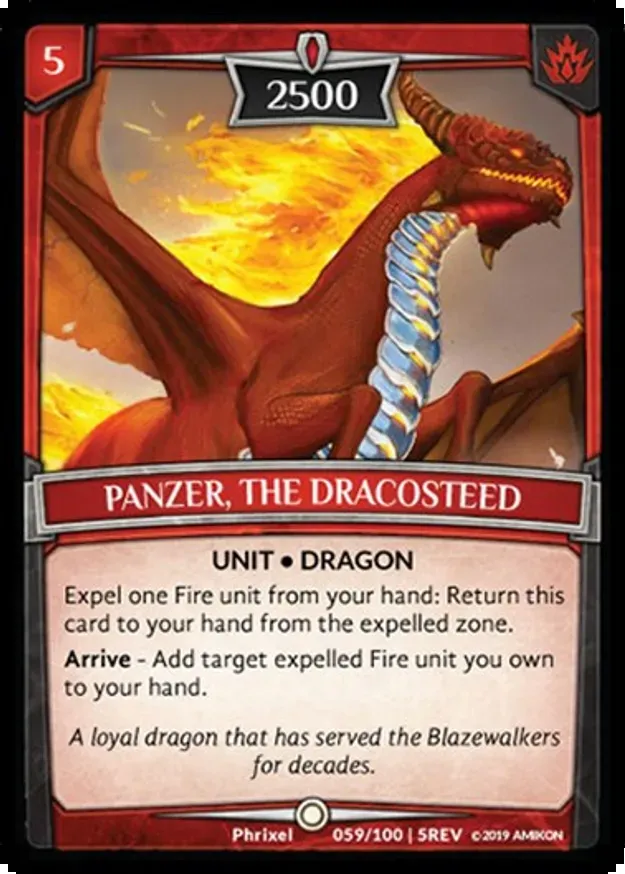 5
2500
PANZER, THE DRACOSTEED
UNIT • DRAGON
Expel one Fire unit from your hand: Return this
card to your hand from the expelled zone.
Arrive - Add target expelled Fire unit you own
to your hand.
A loyal dragon that has served the Blazewalkers
for decades.
Phrixel 059/100 | 5REV ©2019 AMIKON